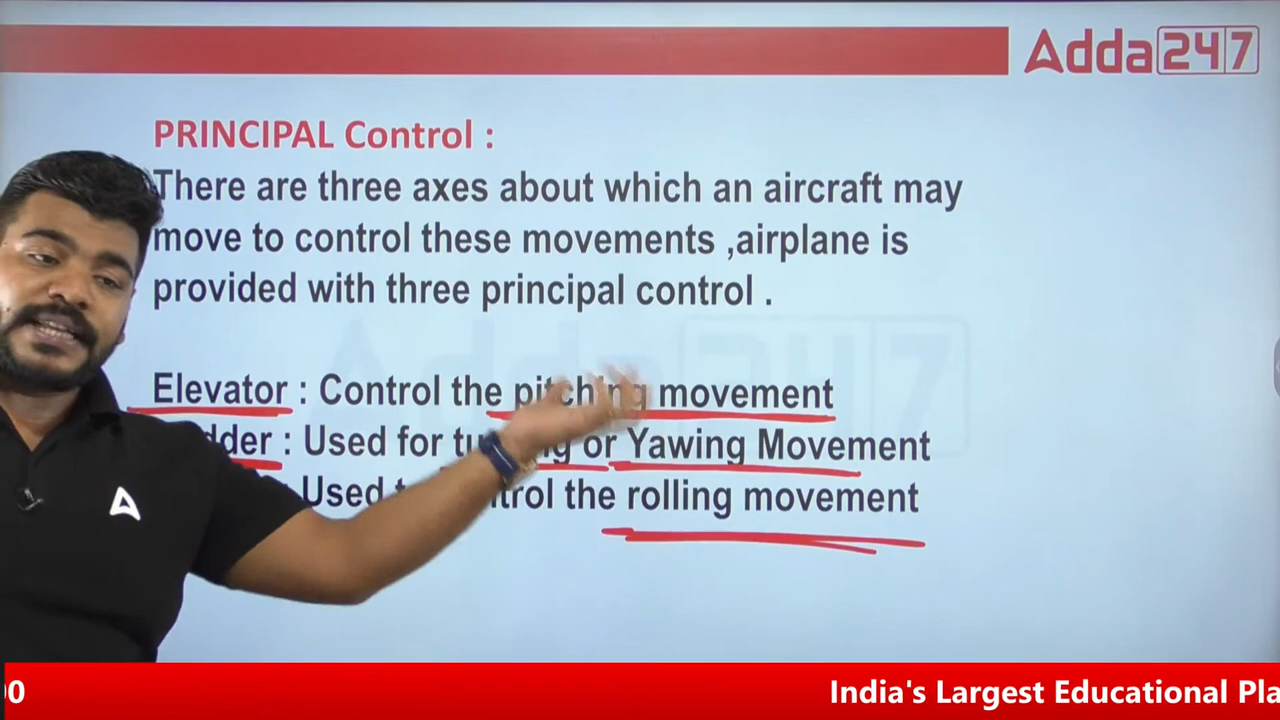 Adda247
PRINCIPAL Control :
There are three axes about which an aircraft may
move to control these movements ,airplane is
provided with three principal control .
Elevator : Control the pitching movement
: Used for or Yawing Movement
Used the rolling movement
India's Largest Educational